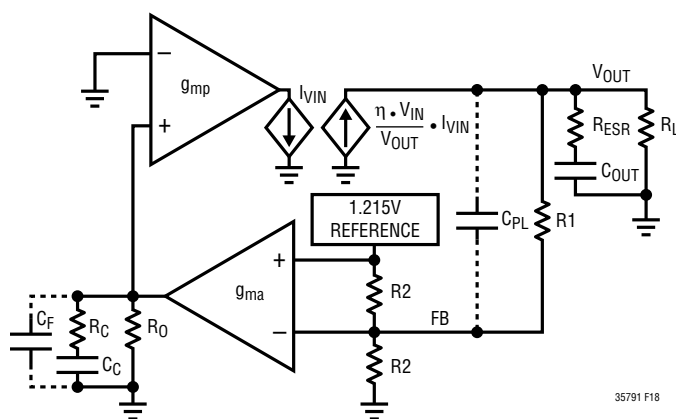 gmp
−
+
IVIN
η • VIN
VOUT
• IVIN
VOUT
RESR
RL
COUT
1.215V
REFERENCE
CPL
R1
+
gma
−
R2
FB
R2
CF
RC
RO
CC
35791 F18